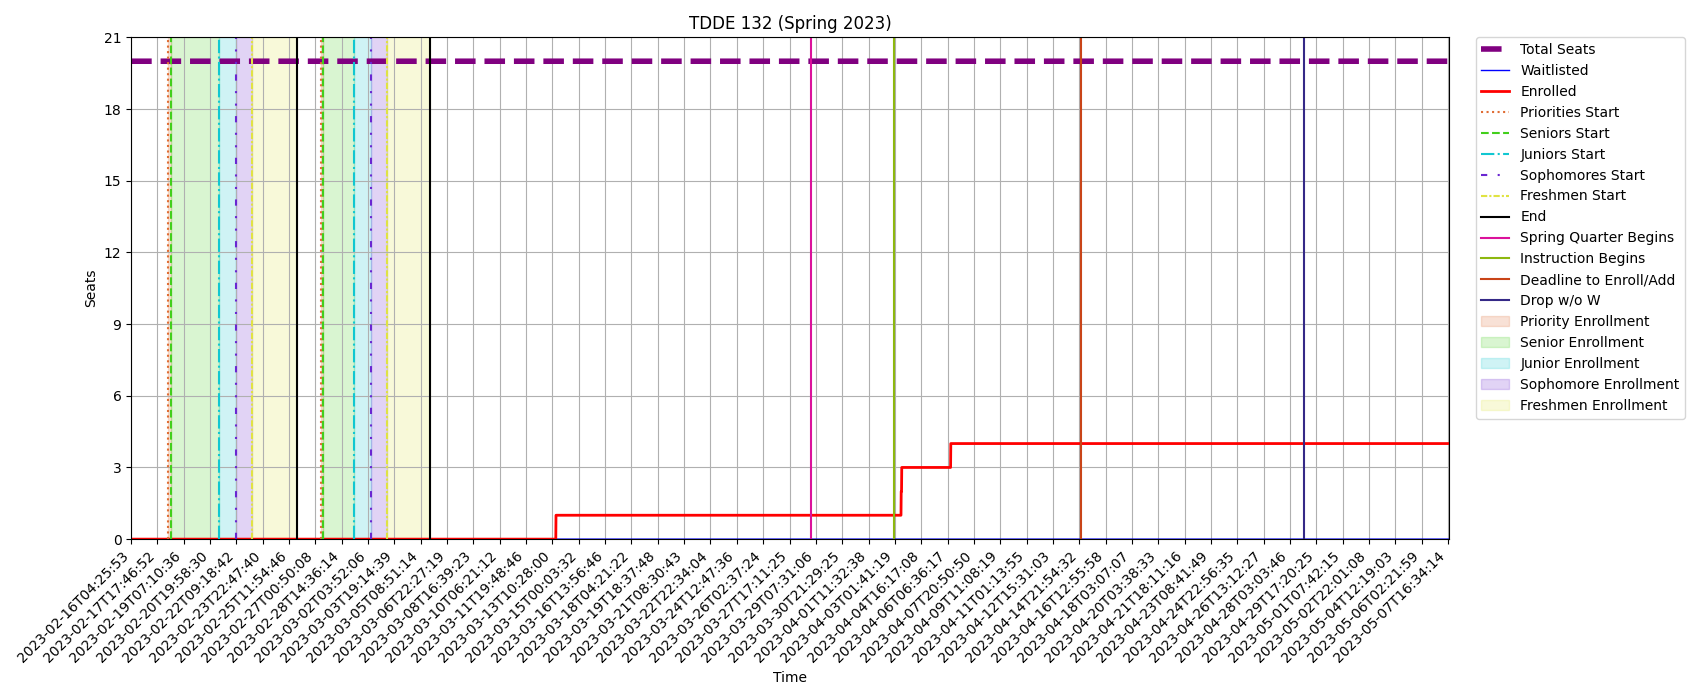 TDDE 132 (Spring 2023)
21
18
15
12
9
6
3
0
Seats
2023-02-16T04:25:53
2023-02-17T17:46:52
2023-02-19T07:10:36
2023-02-20T19:58:30
2023-02-22T09:18:42
2023-02-23T22:47:40
2023-02-25T11:54:46
2023-02-27T00:50:08
2023-02-28T14:36:14
2023-03-02T03:52:06
2023-03-03T19:14:39
2023-03-05T08:51:14
2023-03-06T22:27:19
2023-03-08T16:39:23
2023-03-10T06:21:12
2023-03-11T19:48:46
2023-03-13T10:28:00
2023-03-15T00:03:32
2023-03-16T13:56:46
2023-03-18T04:21:22
2023-03-19T18:37:48
2023-03-21T08:30:43
2023-03-22T22:34:04
2023-03-24T12:47:36
2023-03-26T02:37:24
2023-03-27T17:11:25
2023-03-29T07:31:06
2023-03-30T21:29:25
2023-04-01T11:32:38
2023-04-03T01:41:19
2023-04-04T16:17:08
2023-04-06T06:36:17
2023-04-07T20:50:50
2023-04-09T11:08:19
2023-04-11T01:13:55
2023-04-12T15:31:03
2023-04-14T21:54:32
2023-04-16T12:55:58
2023-04-18T03:07:07
2023-04-20T03:38:33
2023-04-21T18:11:16
2023-04-23T08:41:49
2023-04-24T22:56:35
2023-04-26T13:12:27
2023-04-28T03:03:46
2023-04-29T17:20:25
2023-05-01T07:42:15
2023-05-02T22:01:08
2023-05-04T12:19:03
2023-05-06T02:21:59
2023-05-07T16:34:14
Time
Total Seats
Waitlisted
Enrolled
Priorities Start
Seniors Start
Juniors Start
Sophomores Start
Freshmen Start
End
Spring Quarter Begins
Instruction Begins
Deadline to Enroll/Add
Drop w/o W
Priority Enrollment
Senior Enrollment
Junior Enrollment
Sophomore Enrollment
Freshmen Enrollment